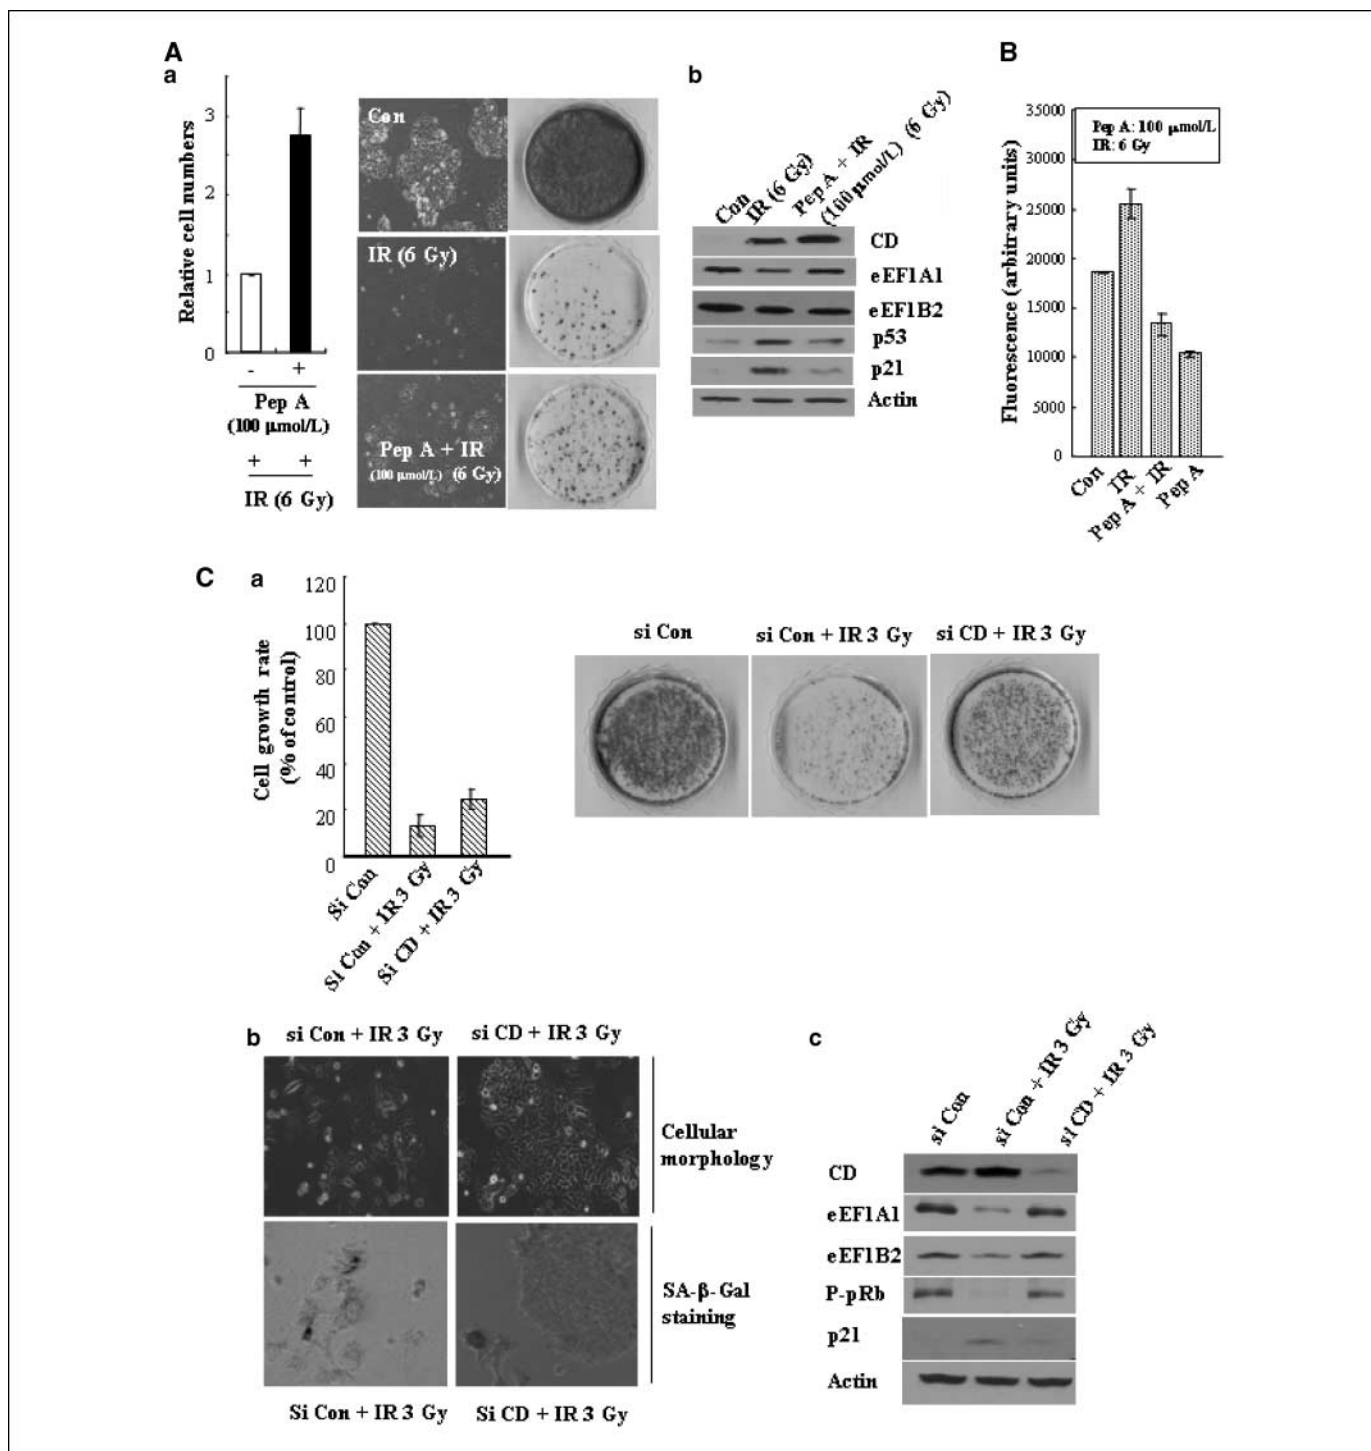 A
a
Relative cell numbers
3
2
1
0
- +
Pep A
(100 μmol/L)
+ +
IR (6 Gy)
Con
IR (6 Gy)
Pep A + IR
(100 μmol/L) (6 Gy)
b
Con
IR (6 Gy)
Pep A + IR
(100 μmol/L) (6 Gy)
CD
eEF1A1
eEF1B2
p53
p21
Actin
B
Fluorescence (arbitrary units)
35000
30000
25000
20000
15000
10000
5000
0
Pep A: 100 μmol/L
IR: 6 Gy
Con
IR
Pep A + IR
Pep A
C
a
Cell growth rate
(% of control)
120
100
80
60
40
20
0
Si Con
Si Con + IR 3 Gy
Si CD + IR 3 Gy
si Con
si Con + IR 3 Gy
si CD + IR 3 Gy
b
si Con + IR 3 Gy
si CD + IR 3 Gy
Cellular
morphology
SA-β-Gal
staining
Si Con + IR 3 Gy
Si CD + IR 3 Gy
c
si Con
si Con + IR 3 Gy
si CD + IR 3 Gy
CD
eEF1A1
eEF1B2
P-pRb
p21
Actin